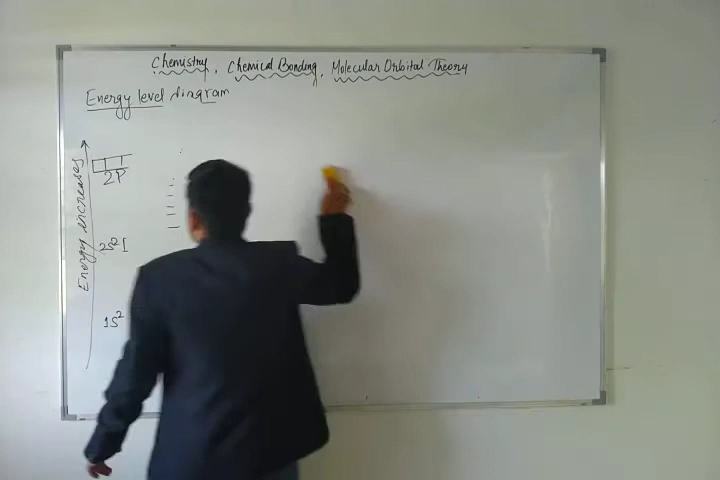 Chemistry, Chemical Bonding, Molecular Orbital Theory
Energy level diagram
Energy increases
2P
2s²
1s²